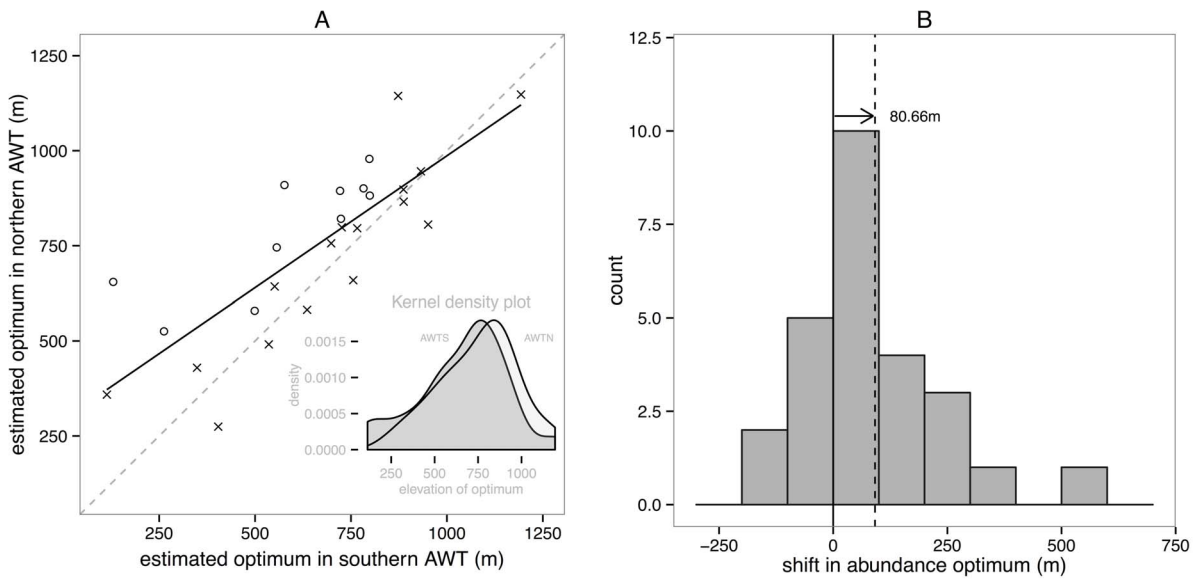 A
estimated optimum in northern AWT (m)
1250
1000
750
500
250
250
500
750
1000
1250
estimated optimum in southern AWT (m)
Kernel density plot
AWTS
AWTN
density
0.0015
0.0010
0.0005
0.0000
250
500
750
1000
elevation of optimum
B
count
12.5
10.0
7.5
5.0
2.5
0.0
80.66m
−250
0
250
500
750
shift in abundance optimum (m)